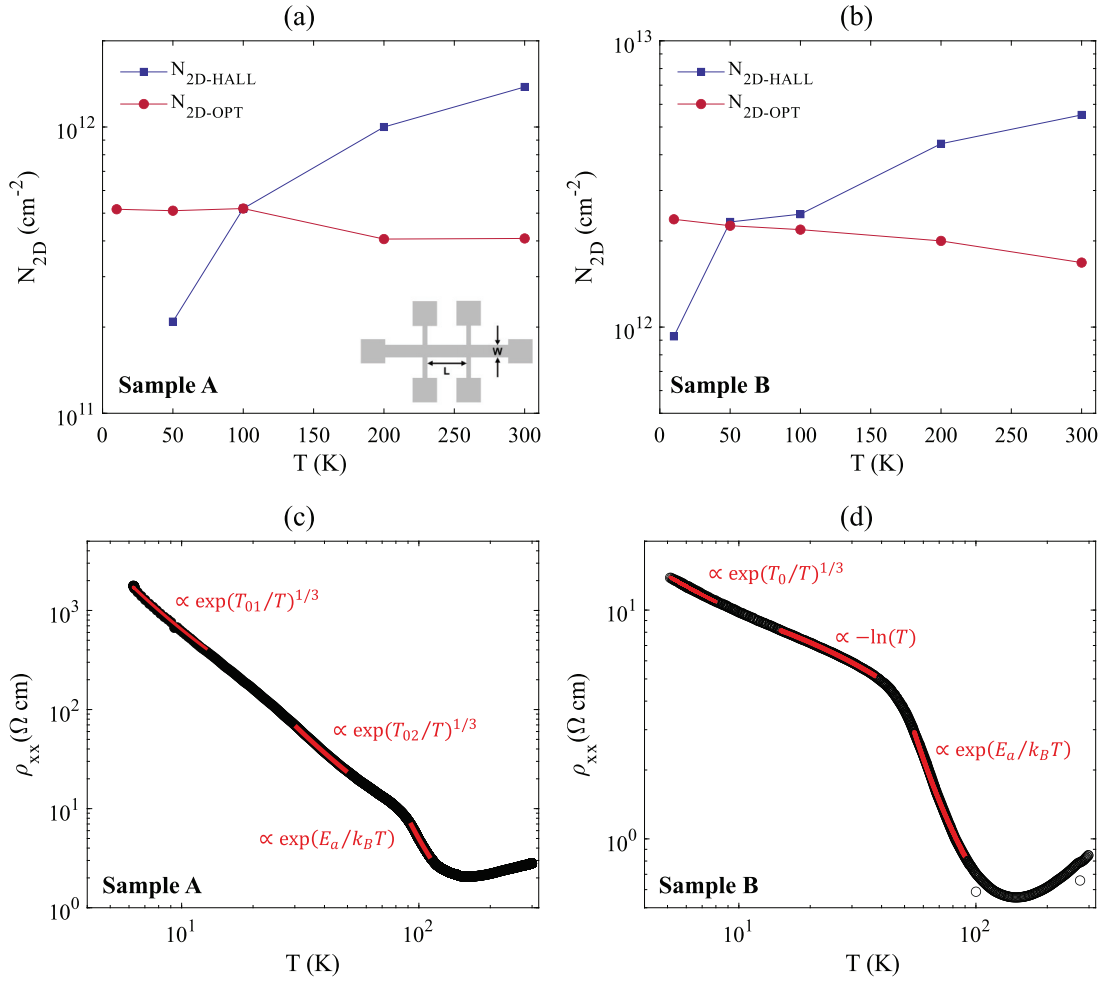 (a)
N2D-HALL
N2D-OPT
10^12
10^11
N2D (cm^-2)
0 50 100 150 200 250 300
T (K)
Sample A
L
W
(b)
N2D-HALL
N2D-OPT
10^13
10^12
N2D (cm^-2)
0 50 100 150 200 250 300
T (K)
Sample B
(c)
∝ exp(T01/T)^1/3
∝ exp(T02/T)^1/3
∝ exp(Ea/kBT)
10^3
10^2
10^1
10^0
ρxx (Ω cm)
10^1 10^2
T (K)
Sample A
(d)
∝ exp(T0/T)^1/3
∝ −ln(T)
∝ exp(Ea/kBT)
10^1
10^0
ρxx (Ω cm)
10^1 10^2
T (K)
Sample B